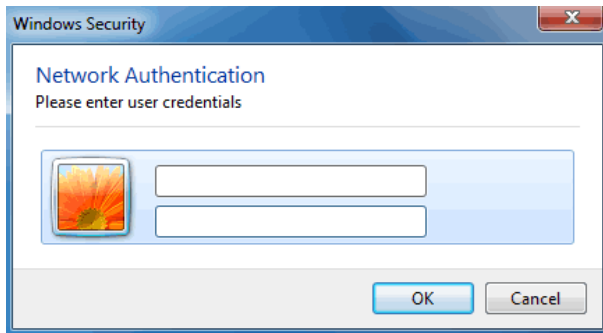 Windows Security
Network Authentication
Please enter user credentials
OK
Cancel